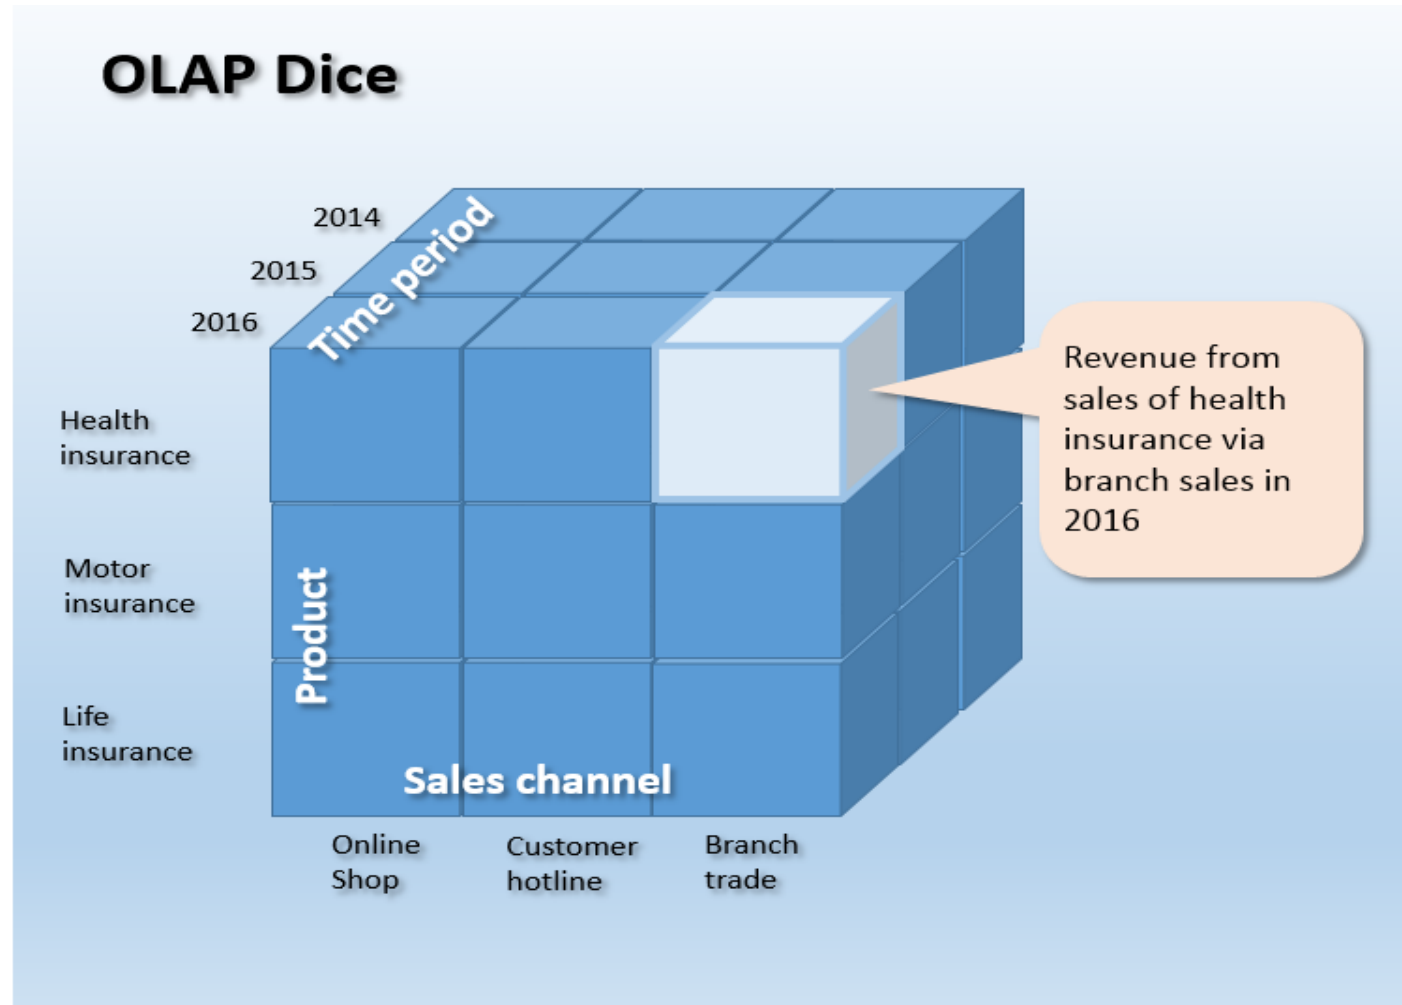 OLAP Dice
2014
2015
2016
Time period
Health
insurance
Motor
insurance
Life
insurance
Product
Sales channel
Online
Shop
Customer
hotline
Branch
trade
Revenue from
sales of health
insurance via
branch sales in
2016